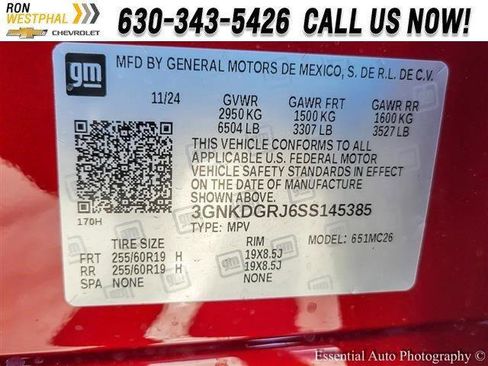 RON
WESTPHAL
CHEVROLET
630-343-5426 CALL US NOW!
gm
MFD BY GENERAL MOTORS DE MEXICO, S. DE R.L. DE C.V.
11/24 GVWR GAWR FRT GAWR RR
2950 KG 1500 KG 1600 KG
6504 LB 3307 LB 3527 LB
THIS VEHICLE CONFORMS TO ALL
APPLICABLE U.S. FEDERAL MOTOR
VEHICLE SAFETY STANDARDS IN EFFECT
ON THE DATE OF MANUFACTURE
SHOWN ABOVE.
3GNKDGRJ6SS145385
170H
TYPE: MPV MODEL: 651MC26
TIRE SIZE RIM
FRT 255/60R19 H 19X8.5J
RR 255/60R19 H 19X8.5J
SPA NONE NONE
Essential Auto Photography ©